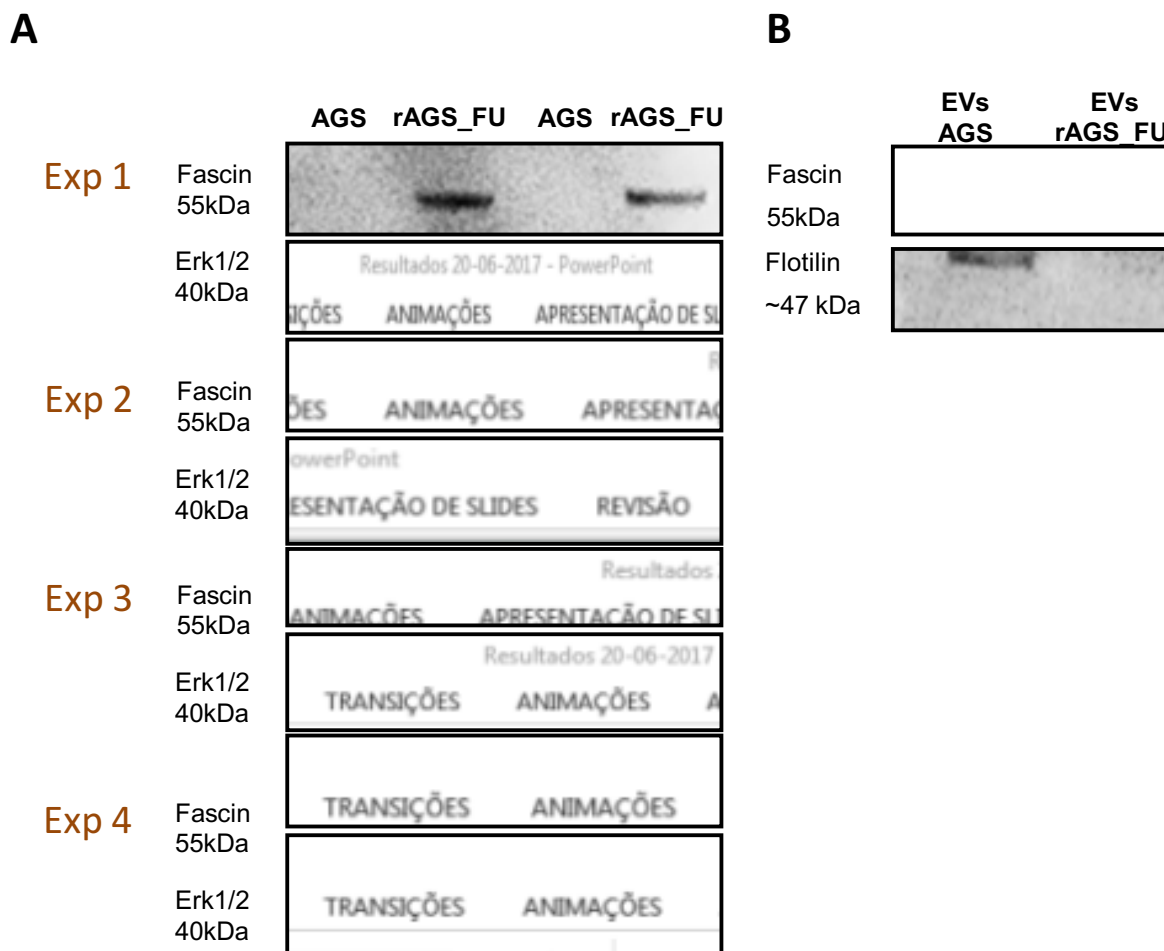 A
B
AGS rAGS_FU AGS rAGS_FU
EVs AGS
EVs rAGS_FU
Exp 1
Fascin
55kDa
Erk1/2
40kDa
Resultados 20-06-2017 - PowerPoint
ANIMAÇÕES APRESENTAÇÃO DE
Exp 2
Fascin
55kDa
ANIMAÇÕES
Erk1/2
40kDa
owerPoint
ESENTAÇÃO DE SLIDES REVISÃO
Exp 3
Fascin
55kDa
Resultados
ANIMAÇÕES APRESENTAÇÃO DE
Erk1/2
40kDa
Resultados 20-06-2017
TRANSIÇÕES ANIMAÇÕES
Exp 4
Fascin
55kDa
TRANSIÇÕES ANIMAÇÕES
Erk1/2
40kDa
TRANSIÇÕES ANIMAÇÕES
Fascin
55kDa
Flotilin
~47 kDa